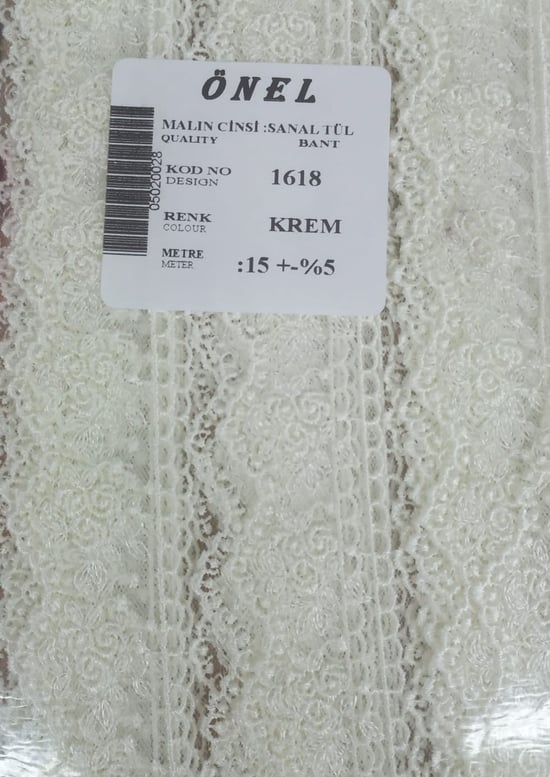 ÖNEL
MALIN CİNSİ :SANAL TÜL
QUALITY BANT
KOD NO 1618
DESIGN
RENK KREM
COLOUR
METRE :15 +-%5
METER
05020028